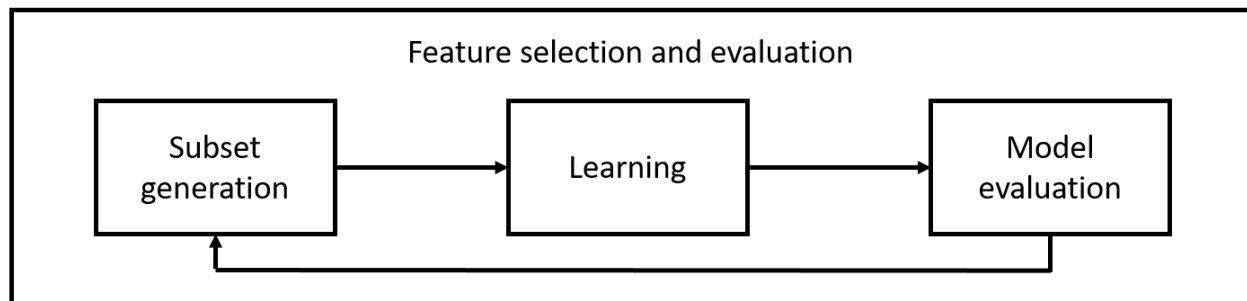 Feature selection and evaluation
Subset
generation
Learning
Model
evaluation